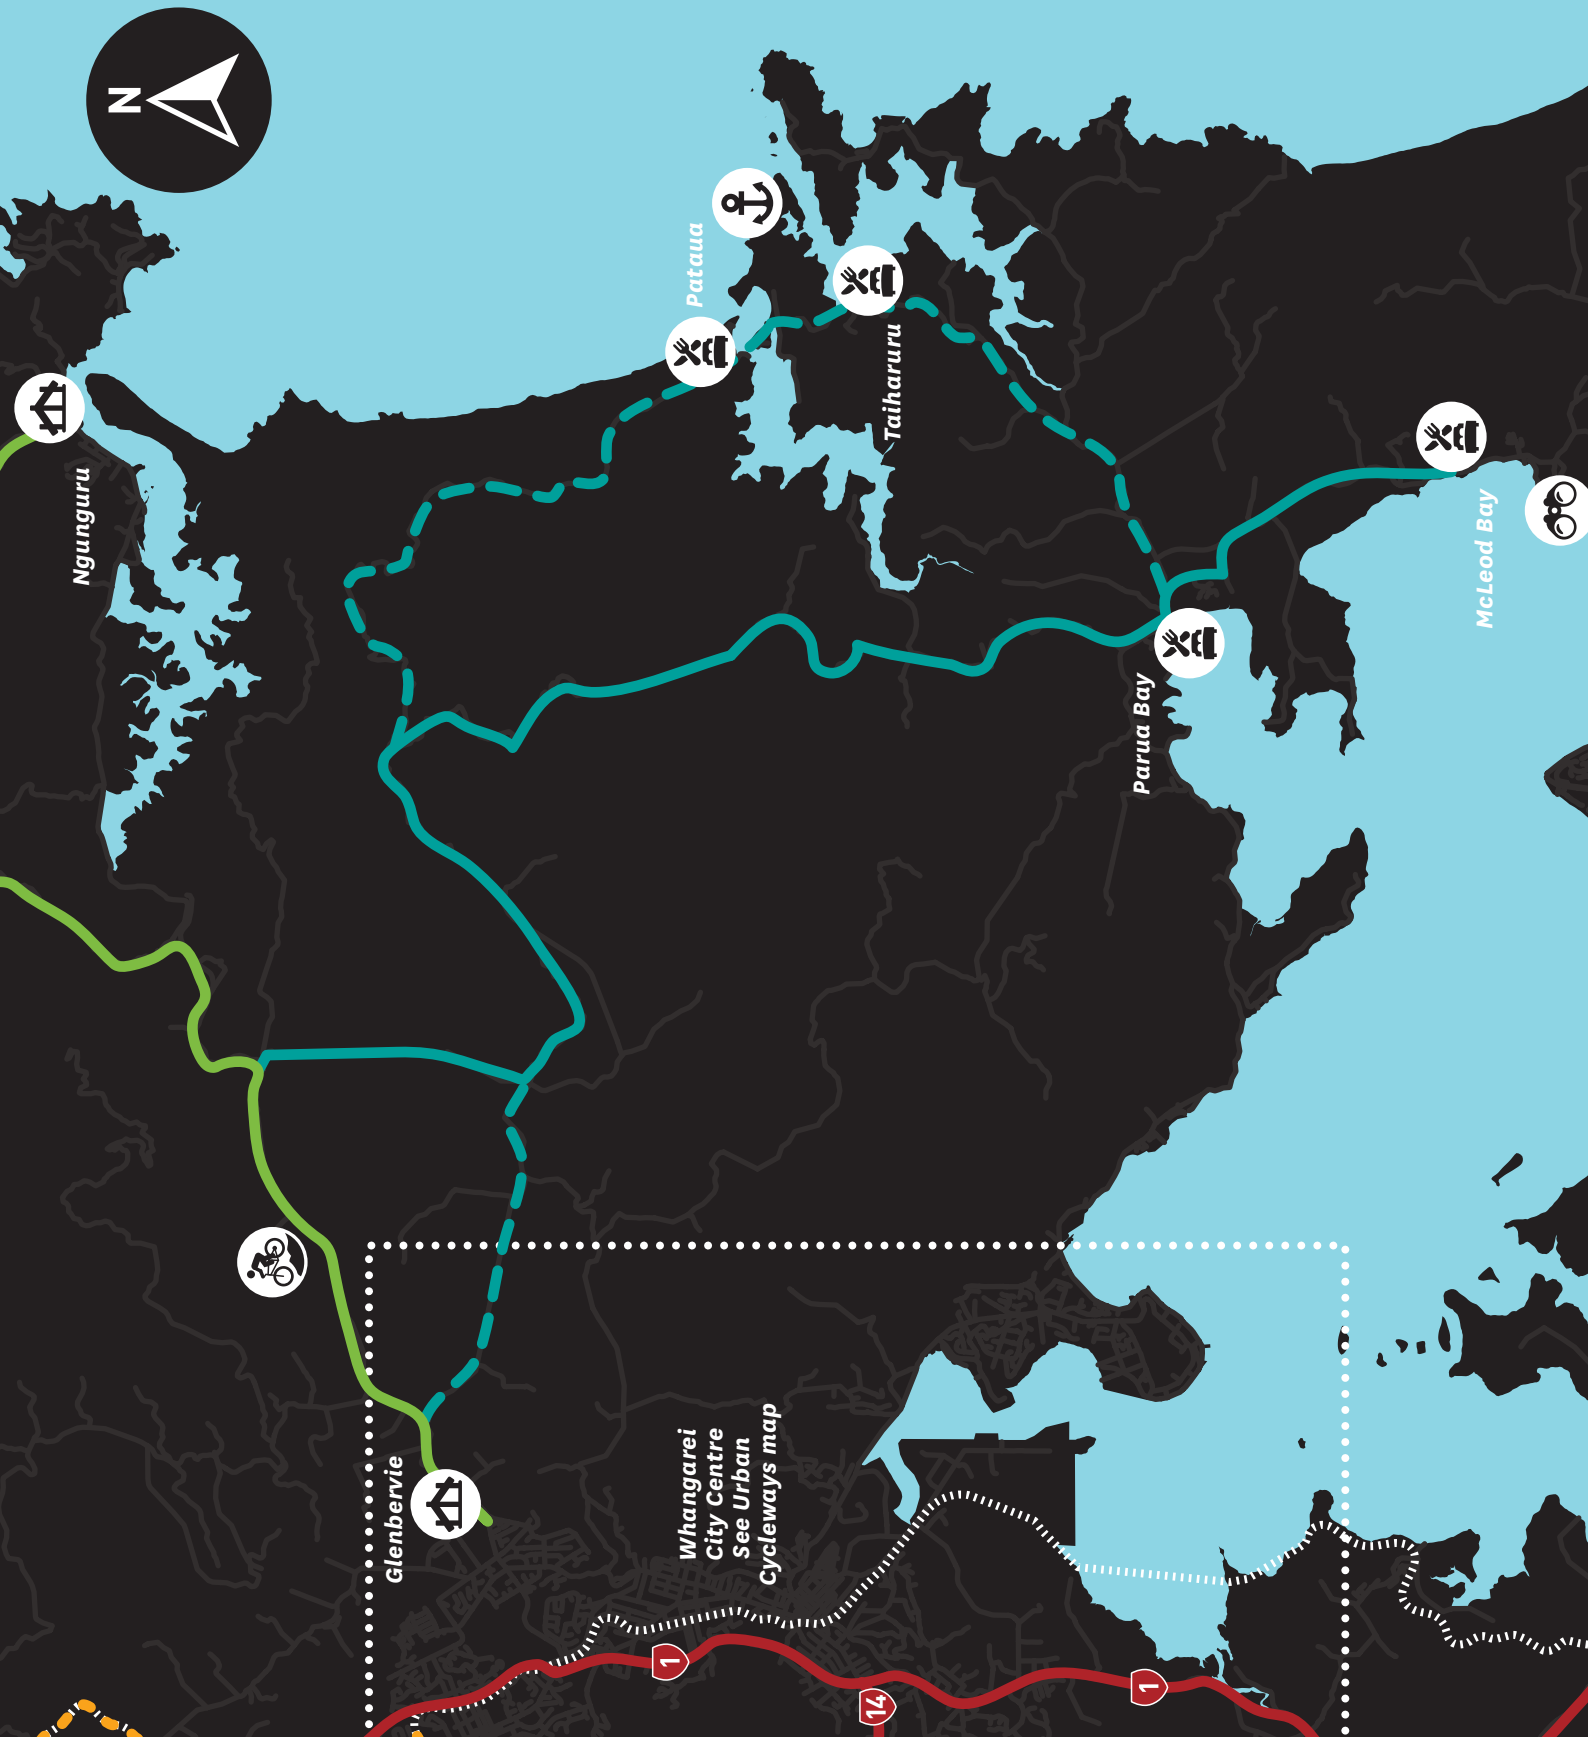 N
Ngunguru
Pataua
Taiharuru
McLeod Bay
Parua Bay
Glenbervie
Whangarei
City Centre
See Urban
Cycleways map
1
14
1